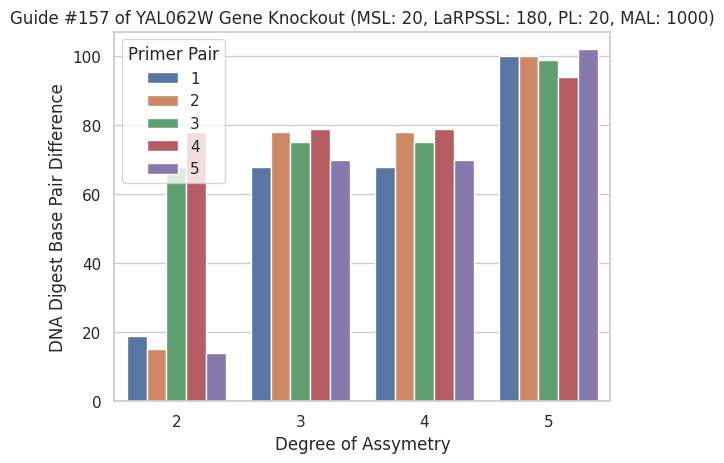 Guide #157 of YAL062W Gene Knockout (MSL: 20, LaRPSSL: 180, PL: 20, MAL: 1000)
Primer Pair
1
2
3
4
5
DNA Digest Base Pair Difference
100
80
60
40
20
0
2 3 4 5
Degree of Assymetry